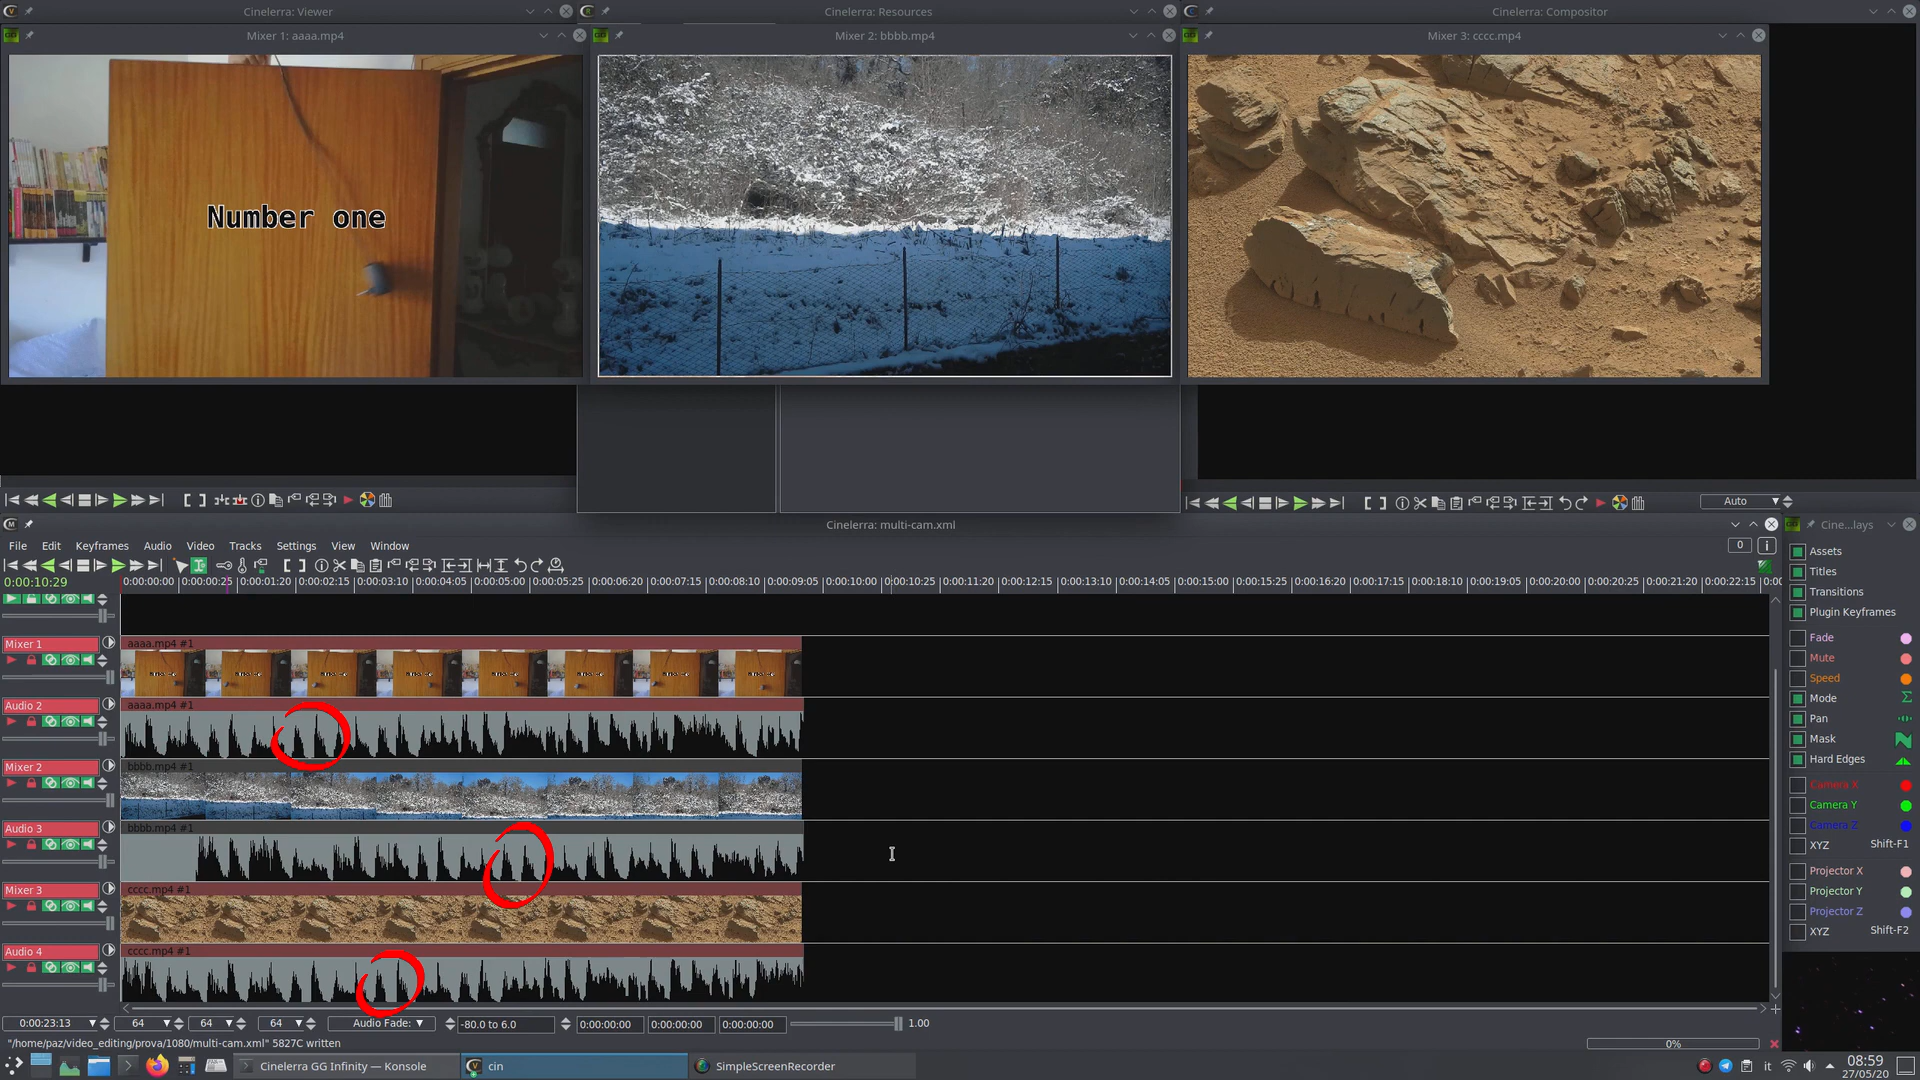 Cinelerra: Viewer
Cinelerra: Resources
Cinelerra: Compositor
Mixer 1: aaaa.mp4
Mixer 2: bbbb.mp4
Mixer 3: cccc.mp4
Number one
Auto
Cinelerra: multi-cam.xml
Cine...lays
File Edit Keyframes Audio Video Tracks Settings View Window
0
0:00:10:29
0:00:00:00 0:00:00:25 0:00:01:20 0:00:02:15 0:00:03:10 0:00:04:05 0:00:05:00 0:00:05:25 0:00:06:20 0:00:07:15 0:00:08:10 0:00:09:05 0:00:10:00 0:00:10:25 0:00:11:20 0:00:12:15 0:00:13:10 0:00:14:05 0:00:15:00 0:00:15:25 0:00:16:20 0:00:17:15 0:00:18:10 0:00:19:05 0:00:20:00 0:00:20:25 0:00:21:20 0:00:22:15
Mixer 1
aaaa.mp4 #1
Audio 2
aaaa.mp4 #1
Mixer 2
bbbb.mp4 #1
Audio 3
bbbb.mp4 #1
Mixer 3
cccc.mp4 #1
Audio 4
cccc.mp4 #1
Assets
Titles
Transitions
Plugin Keyframes
Fade
Mute
Speed
Mode
Pan
Mask
Hard Edges
Camera X
Camera Y
Camera Z
XYZ Shift-F1
Projector X
Projector Y
Projector Z
XYZ Shift-F2
0:00:23:13 64 64 64 Audio Fade: -80.0 to 6.0 0:00:00:00 0:00:00:00 0:00:00:00 1.00
"/home/paz/video_editing/prova/1080/multi-cam.xml" 5827C written
0%
Cinelerra GG Infinity — Konsole
cin
SimpleScreenRecorder
it
08:59
27/05/20